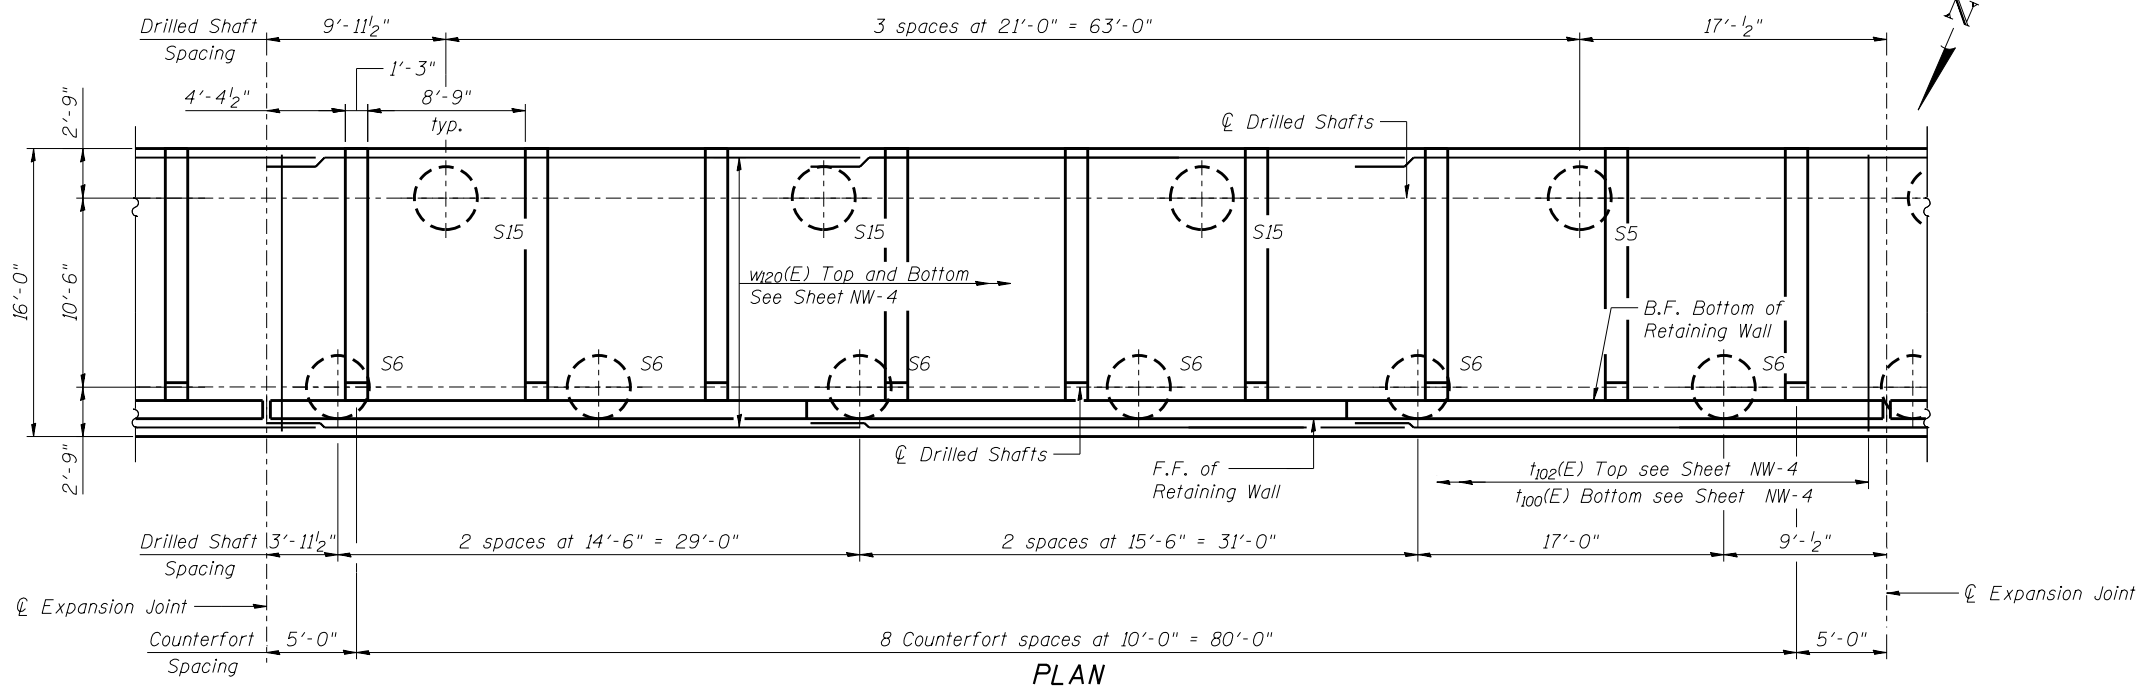 Drilled Shaft
Spacing
9'-11½"
3 spaces at 21'-0" = 63'-0"
17'-½"
N
1'-3"
4'-4½"
8'-9"
typ.
2'-9"
℄ Drilled Shafts
S15
S15
S15
S5
16'-0"
10'-6"
w120(E) Top and Bottom
See Sheet NW-4
B.F. Bottom of
Retaining Wall
S6
S6
S6
S6
S6
S6
2'-9"
℄ Drilled Shafts
F.F. of
Retaining Wall
t102(E) Top see Sheet NW-4
t100(E) Bottom see Sheet NW-4
Drilled Shaft
Spacing
3'-11½"
2 spaces at 14'-6" = 29'-0"
2 spaces at 15'-6" = 31'-0"
17'-0"
9'-½"
℄ Expansion Joint
℄ Expansion Joint
Counterfort
Spacing
5'-0"
8 Counterfort spaces at 10'-0" = 80'-0"
5'-0"
PLAN